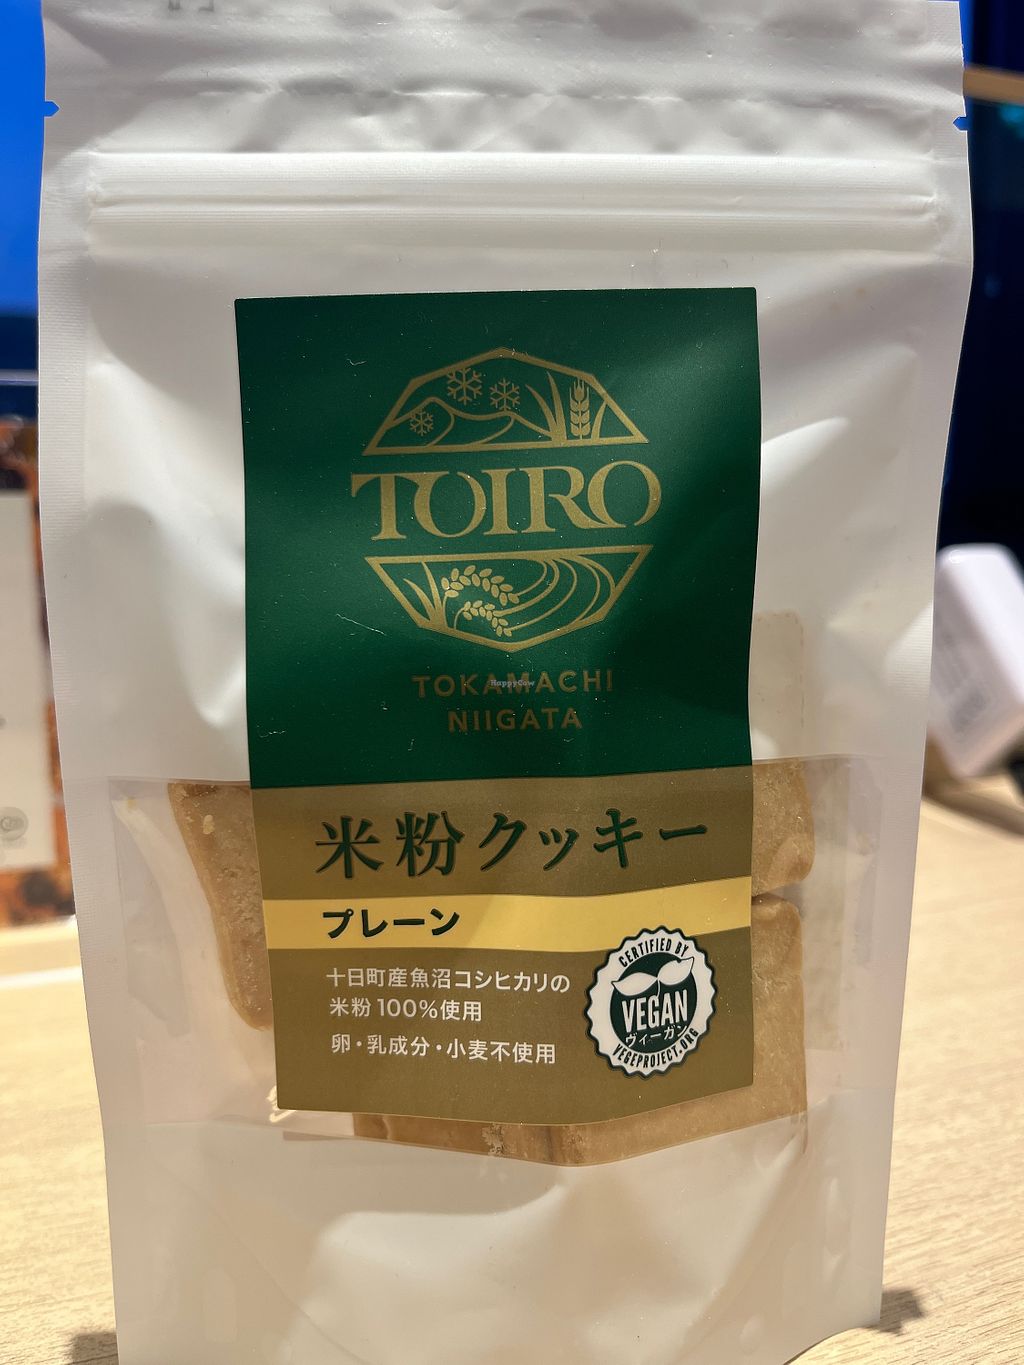 TOIRO
TOKAMACHI
HappyCow
NIIGATA
米粉クッキー
プレーン
十日町産魚沼コシヒカリの
米粉100%使用
卵・乳成分・小麦不使用
CERTIFIED BY
VEGAN
ヴィーガン
VEGEPROJECT.ORG